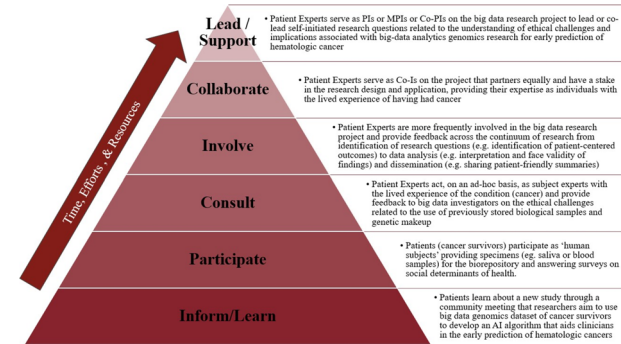 Lead /
Support
• Patient Experts serve as PIs or MPIs or Co-PIs on the big data research project to lead or co-
lead self-initiated research questions related to the understanding of ethical challenges and
implications associated with big-data analytics genomics research for early prediction of
hematologic cancer
Collaborate
• Patient Experts serve as Co-Is on the project that partners equally and have a stake
in the research design and application, providing their expertise as individuals with
the lived experience of having had cancer
Involve
• Patient Experts are more frequently involved in the big data research
project and provide feedback across the continuum of research from
identification of research questions (e.g. identification of patient-centered
outcomes) to data analysis (e.g. interpretation and face validity of
findings) and dissemination (e.g. sharing patient-friendly summaries)
Consult
• Patient Experts act, on an ad-hoc basis, as subject experts with
the lived experience of the condition (cancer) and provide
feedback to big data investigators on the ethical challenges
related to the use of previously stored biological samples and
genetic makeup
Participate
• Patients (cancer survivors) participate as ‘human
subjects’ providing specimens (eg. saliva or blood
samples) for the biorepository and answering surveys on
social determinants of health.
Inform/Learn
• Patients learn about a new study through a
community meeting that researchers aim to use
big data genomics dataset of cancer survivors
to develop an AI algorithm that aids clinicians
in the early prediction of hematologic cancers
Time, Efforts , & Resources